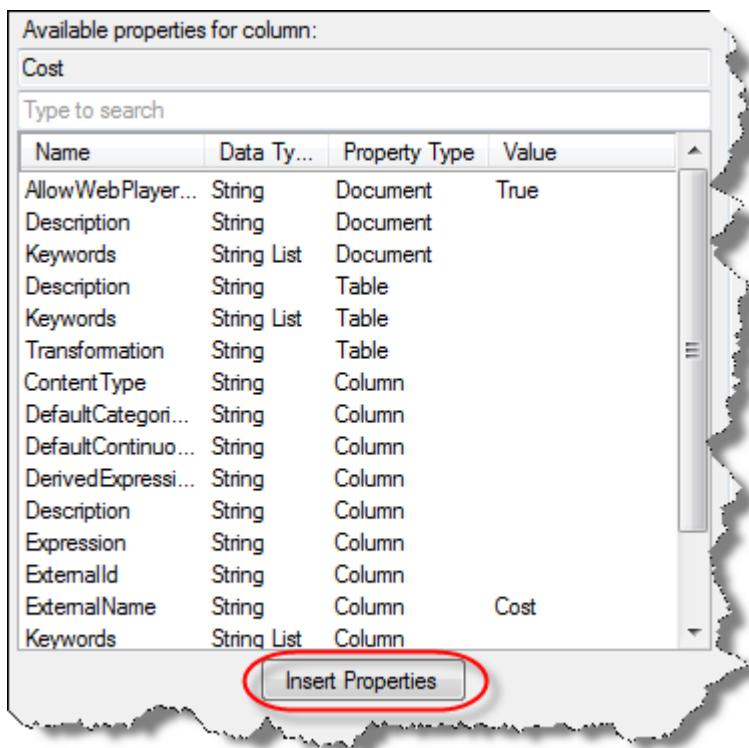 Available properties for column:
Cost
Type to search
Name Data Ty... Property Type Value
AllowWebPlayer... String Document True
Description String Document
Keywords String List Document
Description String Table
Keywords String List Table
Transformation String Table
ContentType String Column
DefaultCategori... String Column
DefaultContinuo... String Column
DerivedExpressi... String Column
Description String Column
Expression String Column
ExternalId String Column
ExternalName String Column Cost
Keywords String List Column
Insert Properties